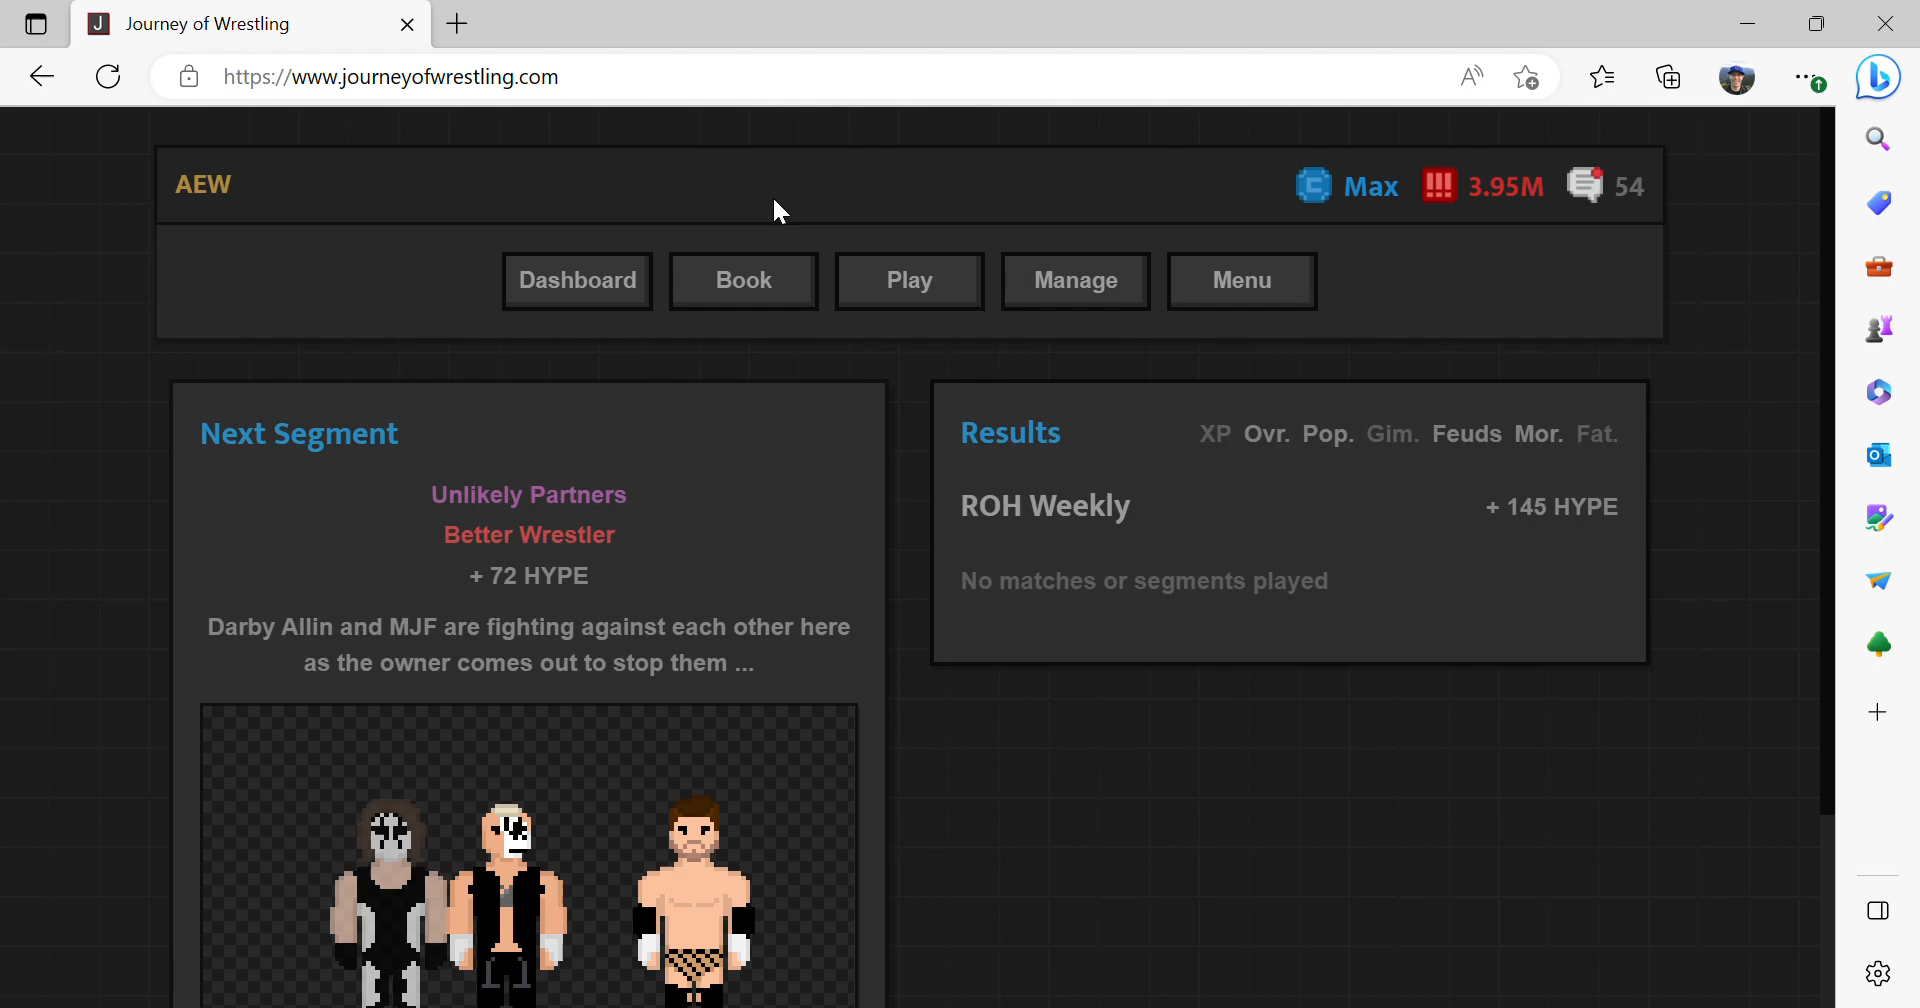 Journey of Wrestling
https://www.journeyofwrestling.com
AEW
Max
3.95M
54
Dashboard
Book
Play
Manage
Menu
Next Segment
Unlikely Partners
Better Wrestler
+ 72 HYPE
Darby Allin and MJF are fighting against each other here
as the owner comes out to stop them ...
Results XP Ovr. Pop. Gim. Feuds Mor. Fat.
ROH Weekly + 145 HYPE
No matches or segments played